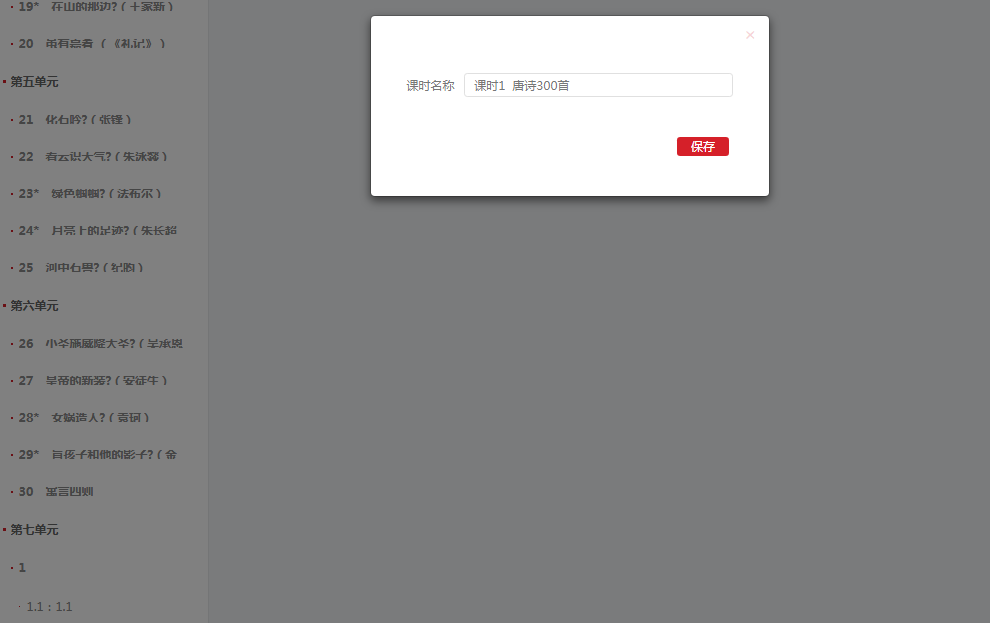 19* 在山的那边?( 王家新 )
20 虽有嘉肴 (《礼记》)
第五单元
21 化石吟?( 张锋 )
22 看云识天气?( 朱泳燚 )
23* 绿色蝈蝈?( 法布尔 )
24* 月亮上的足迹?( 朱长超
25 河中石兽?( 纪昀 )
第六单元
26 小圣施威降大圣?( 吴承恩
27 皇帝的新装?( 安徒生 )
28* 女娲造人?( 袁珂 )
29* 盲孩子和他的影子?( 金
30 寓言四则
第七单元
1
1.1 : 1.1
×
课时名称 课时1 唐诗300首
保存